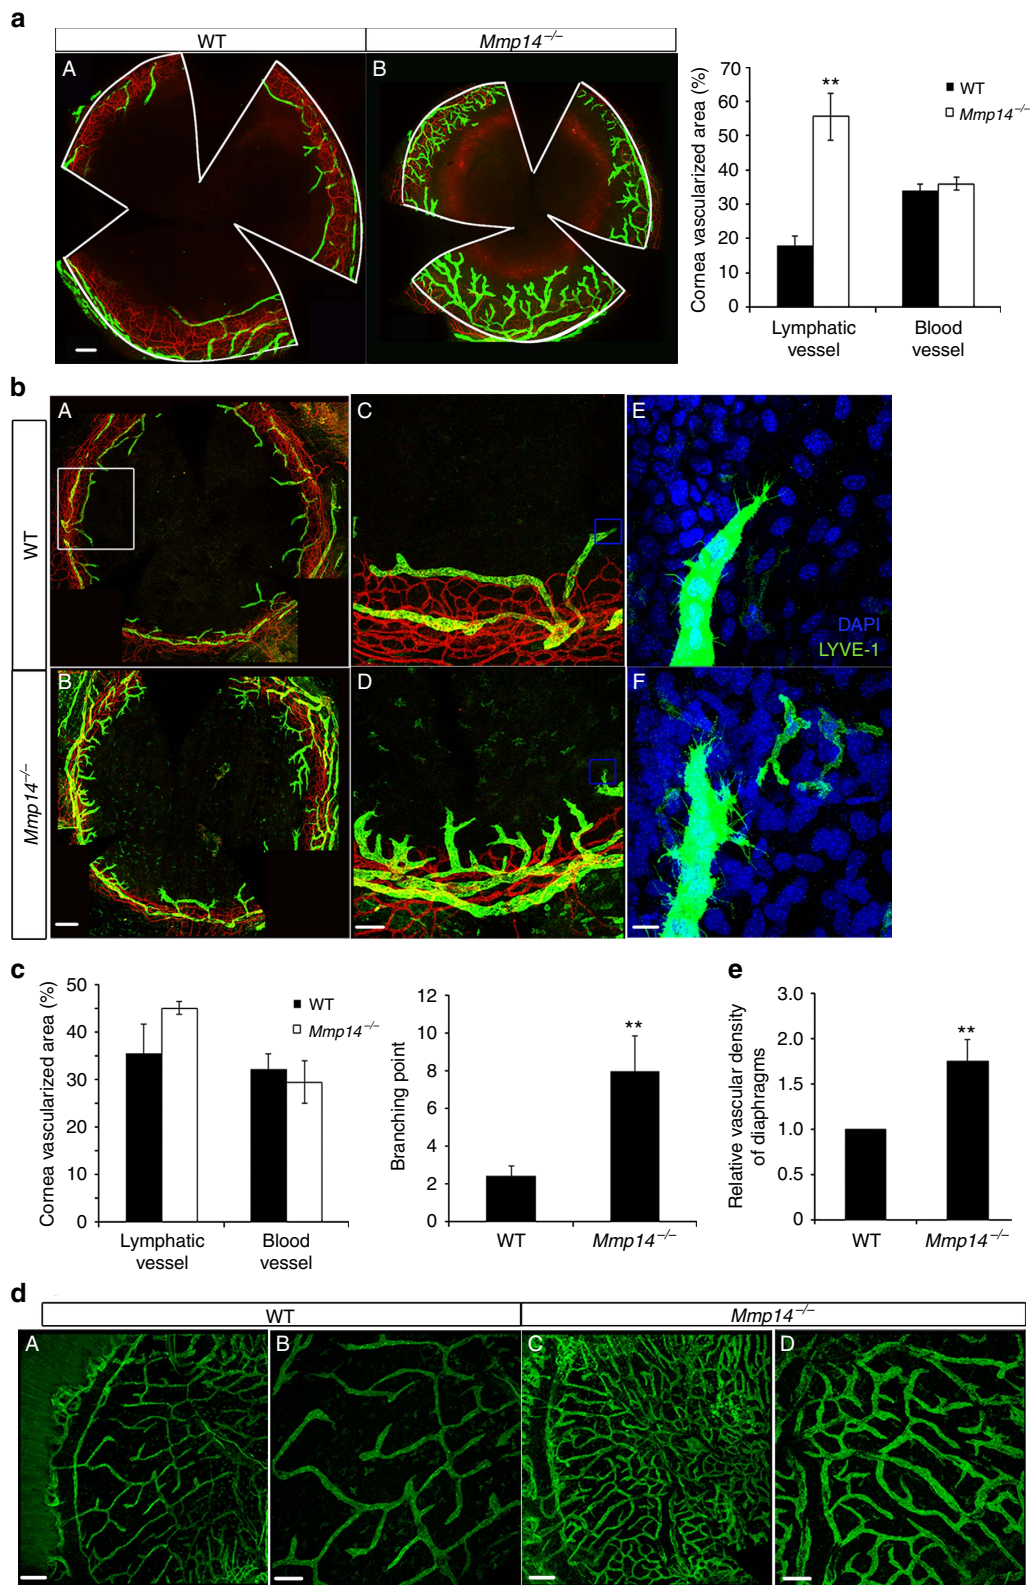 a
WT
Mmp14−/−
A
B
Cornea vascularized area (%)
70
60
50
40
30
20
10
0
**
WT
Mmp14−/−
Lymphatic vessel
Blood vessel
b
WT
Mmp14−/−
A
C
E
DAPI
LYVE-1
B
D
F
c
Cornea vascularized area (%)
50
40
30
20
10
0
WT
Mmp14−/−
Lymphatic vessel
Blood vessel
Branching point
12
10
8
6
4
2
0
**
WT
Mmp14−/−
e
Relative vascular density of diaphragms
3.0
2.0
1.5
1.0
0.5
0
**
WT
Mmp14−/−
d
WT
Mmp14−/−
A
B
C
D